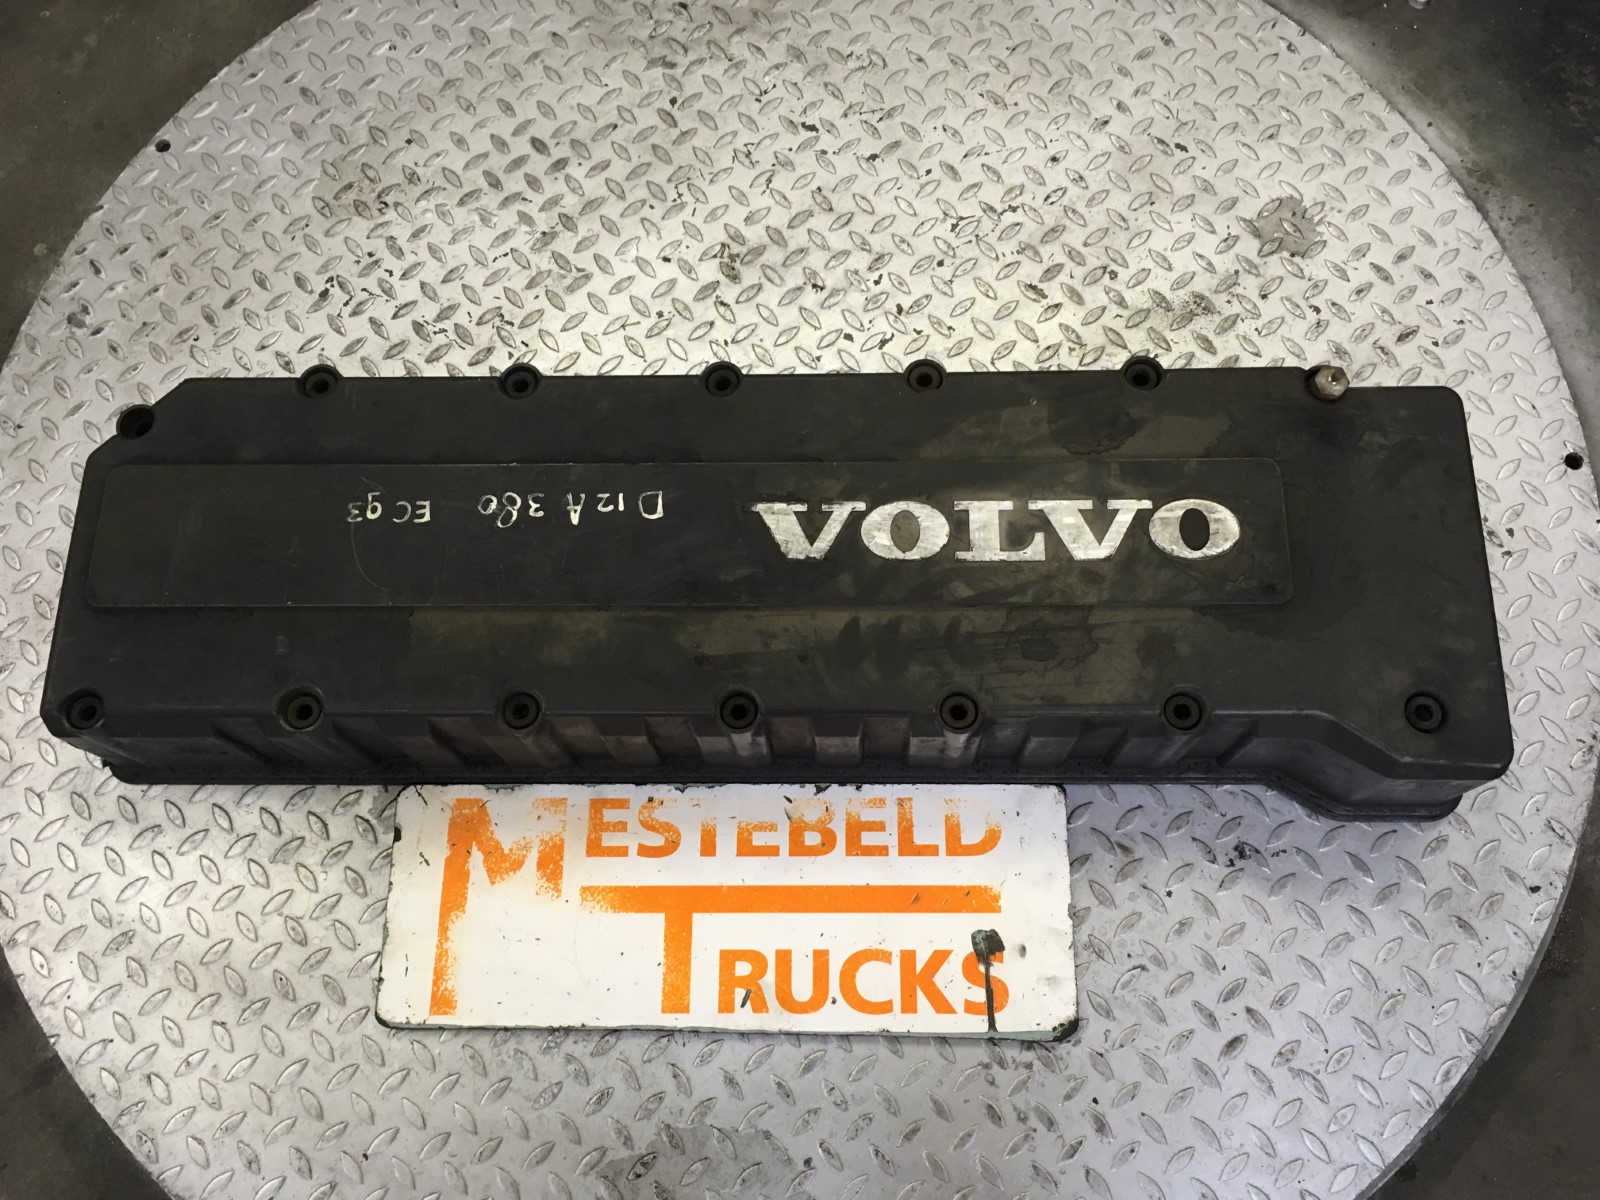 VOLVO
D12A 380 EC93
MESTEBELD
TRUCKS